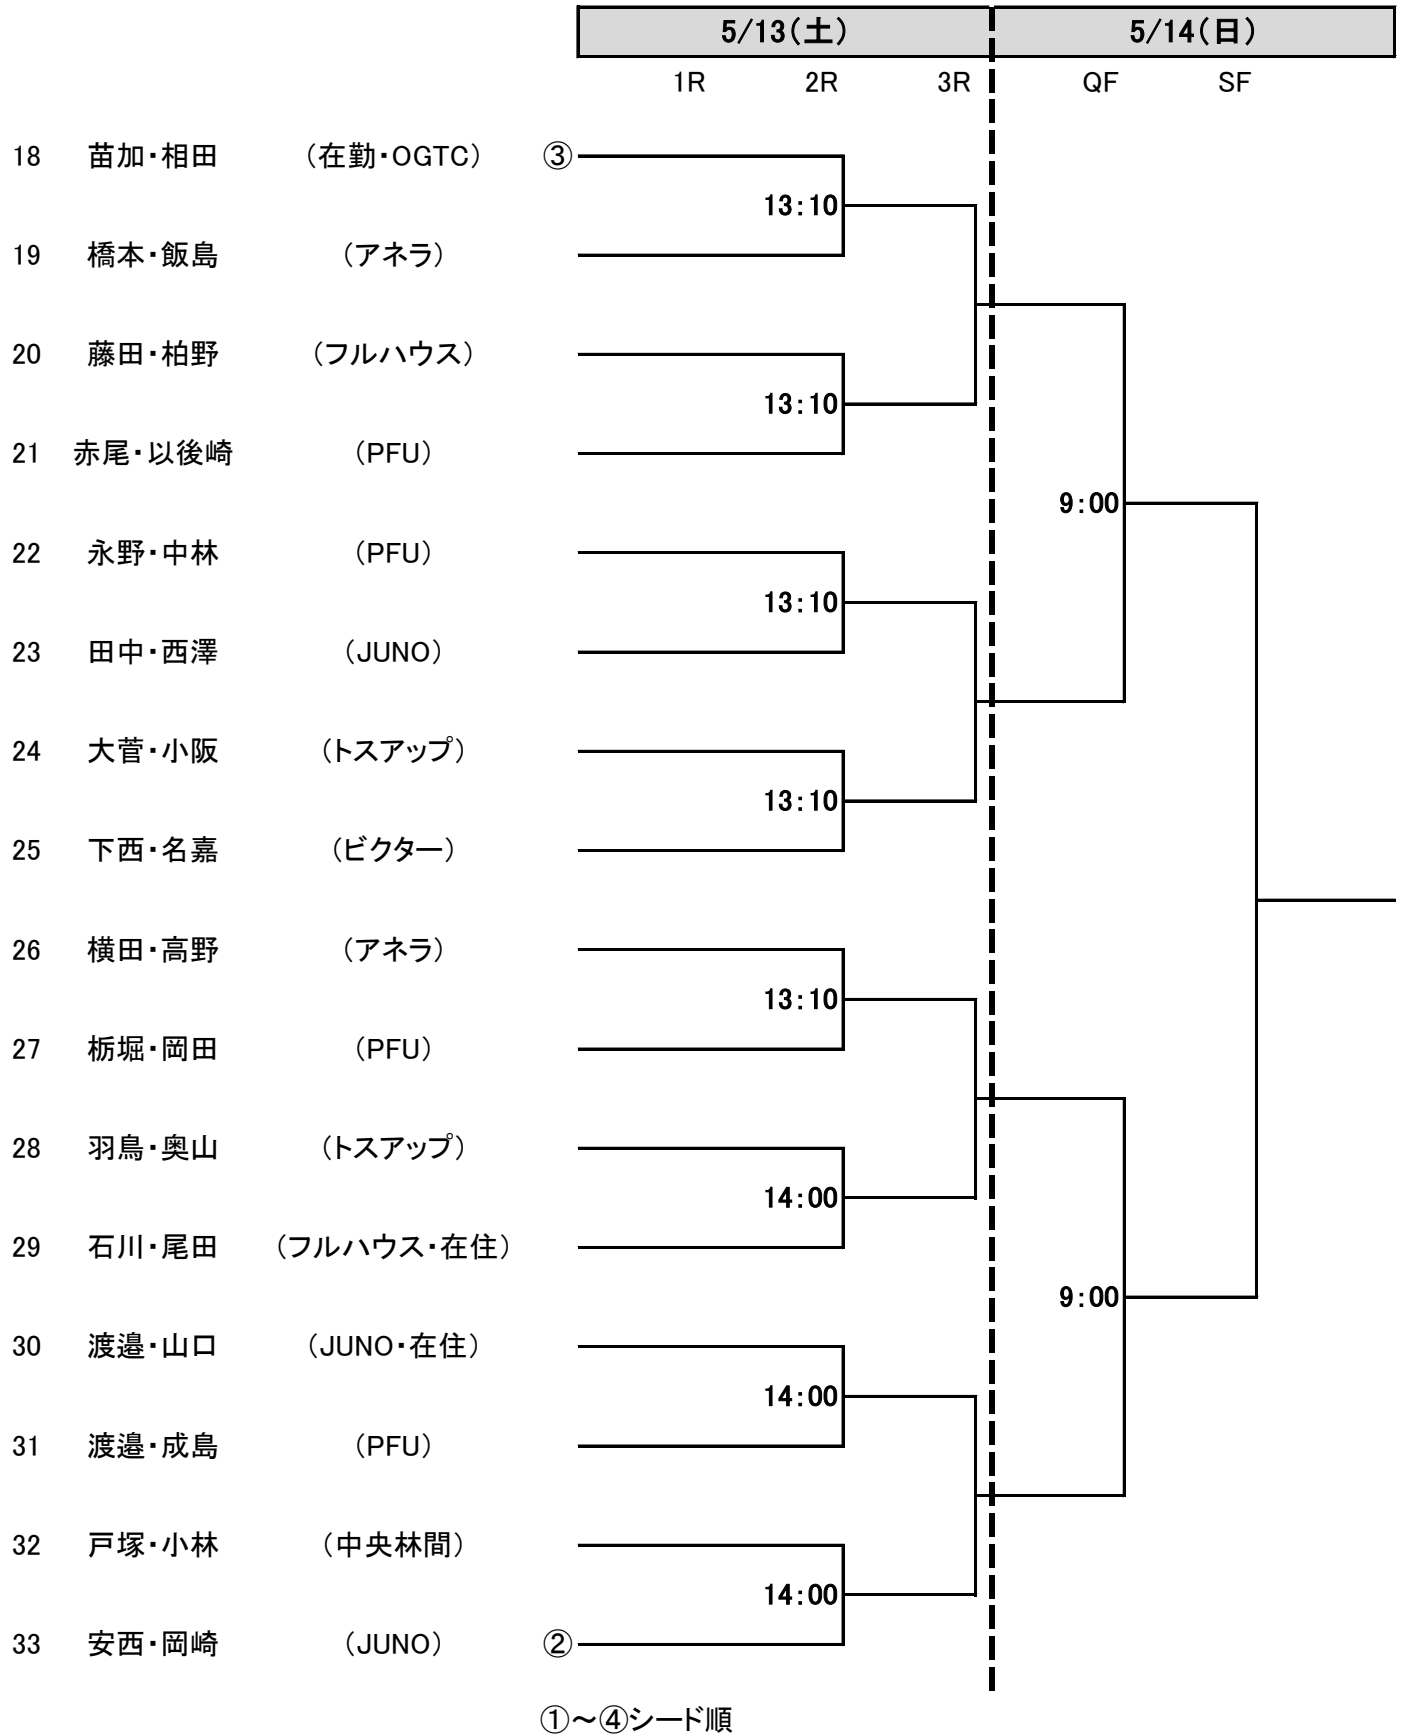 5/13(土) 5/14(日)
1R 2R 3R QF SF
18 苗加・相田 (在勤・OGTC) ③
13:10
19 橋本・飯島 (アネラ)
20 藤田・柏野 (フルハウス)
13:10
21 赤尾・以後崎 (PFU)
9:00
22 永野・中林 (PFU)
13:10
23 田中・西澤 (JUNO)
24 大菅・小阪 (トスアップ)
13:10
25 下西・名嘉 (ビクター)
26 横田・高野 (アネラ)
13:10
27 栃堀・岡田 (PFU)
28 羽鳥・奥山 (トスアップ)
14:00
29 石川・尾田 (フルハウス・在住)
9:00
30 渡邉・山口 (JUNO・在住)
14:00
31 渡邉・成島 (PFU)
32 戸塚・小林 (中央林間)
14:00
33 安西・岡崎 (JUNO) ②
①～④シード順